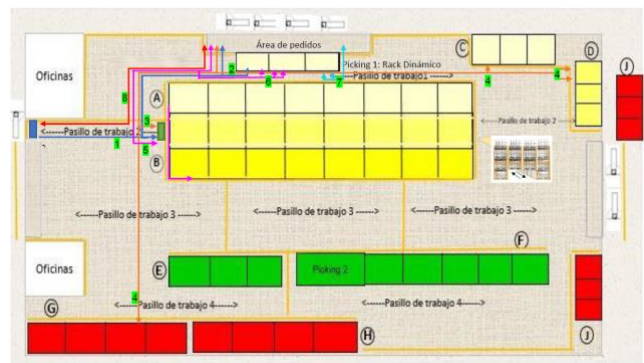 Área de pedidos
C
D
J
Picking 1: Rack Dinámico
Oficinas
2
6
7
<-----Pasillo de trabajo1 ------>
4
4
8
A
<-----Pasillo de trabajo 2
3
1
5
<-----Pasillo de trabajo 2 ------>
B
<------Pasillo de trabajo 3 ------>
<------Pasillo de trabajo 3 ------>
<------Pasillo de trabajo 3 ------>
F
Oficinas
E
Picking 2
4
<------Pasillo de trabajo 4------>
<------Pasillo de trabajo 4------>
G
H
J